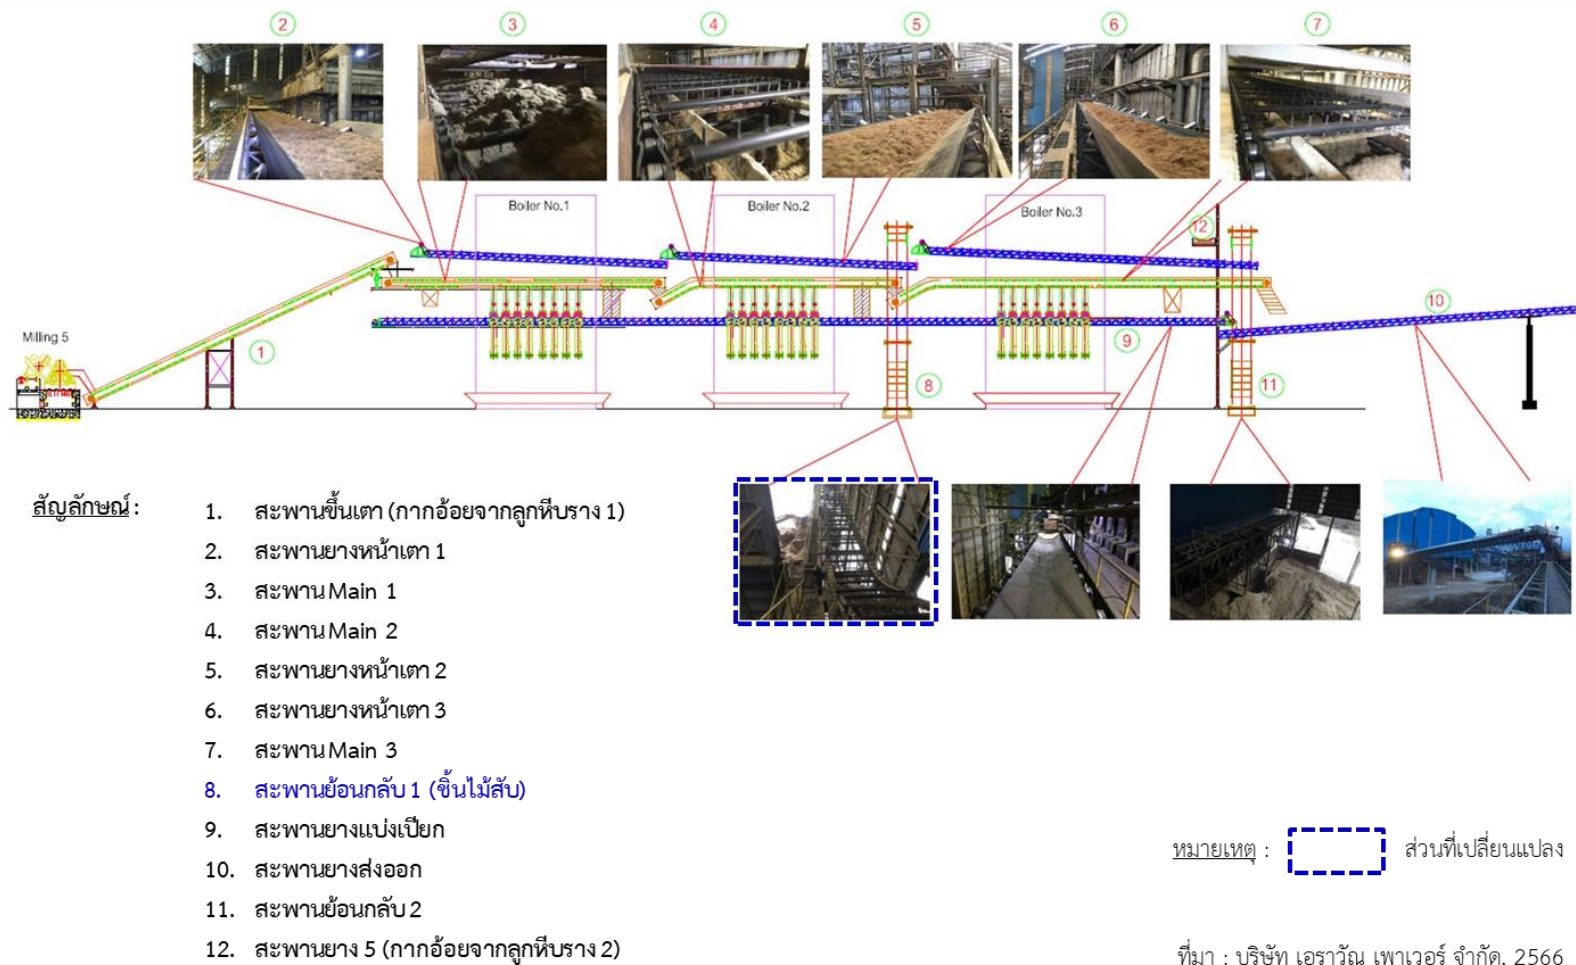 2
3
4
5
6
7
Boiler No.1
Boiler No.2
Boiler No.3
12
10
Milling 5
1
9
8
11
สัญลักษณ์ :
1. สะพานขึ้นเตา (กากอ้อยจากลูกหีบราง 1)
2. สะพานยางหน้าเตา 1
3. สะพาน Main 1
4. สะพาน Main 2
5. สะพานยางหน้าเตา 2
6. สะพานยางหน้าเตา 3
7. สะพาน Main 3
8. สะพานย้อนกลับ 1 (ชิ้นไม้สับ)
9. สะพานยางแบ่งเปียก
10. สะพานยางส่งออก
11. สะพานย้อนกลับ 2
12. สะพานยาง 5 (กากอ้อยจากลูกหีบราง 2)
หมายเหตุ : ส่วนที่เปลี่ยนแปลง
ที่มา : บริษัท เอราวัณ เพาเวอร์ จำกัด. 2566